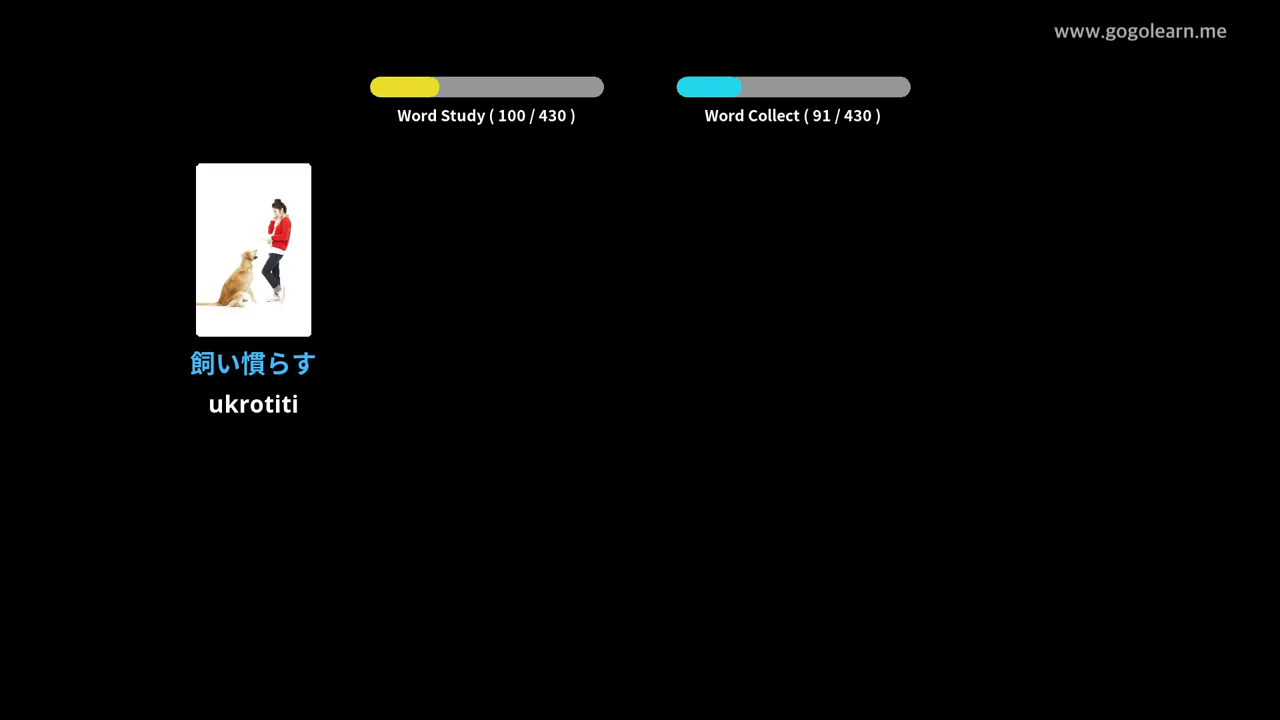 www.gogolearn.me
Word Study ( 100 / 430 )
Word Collect ( 91 / 430 )
飼い慣らす
ukrotiti